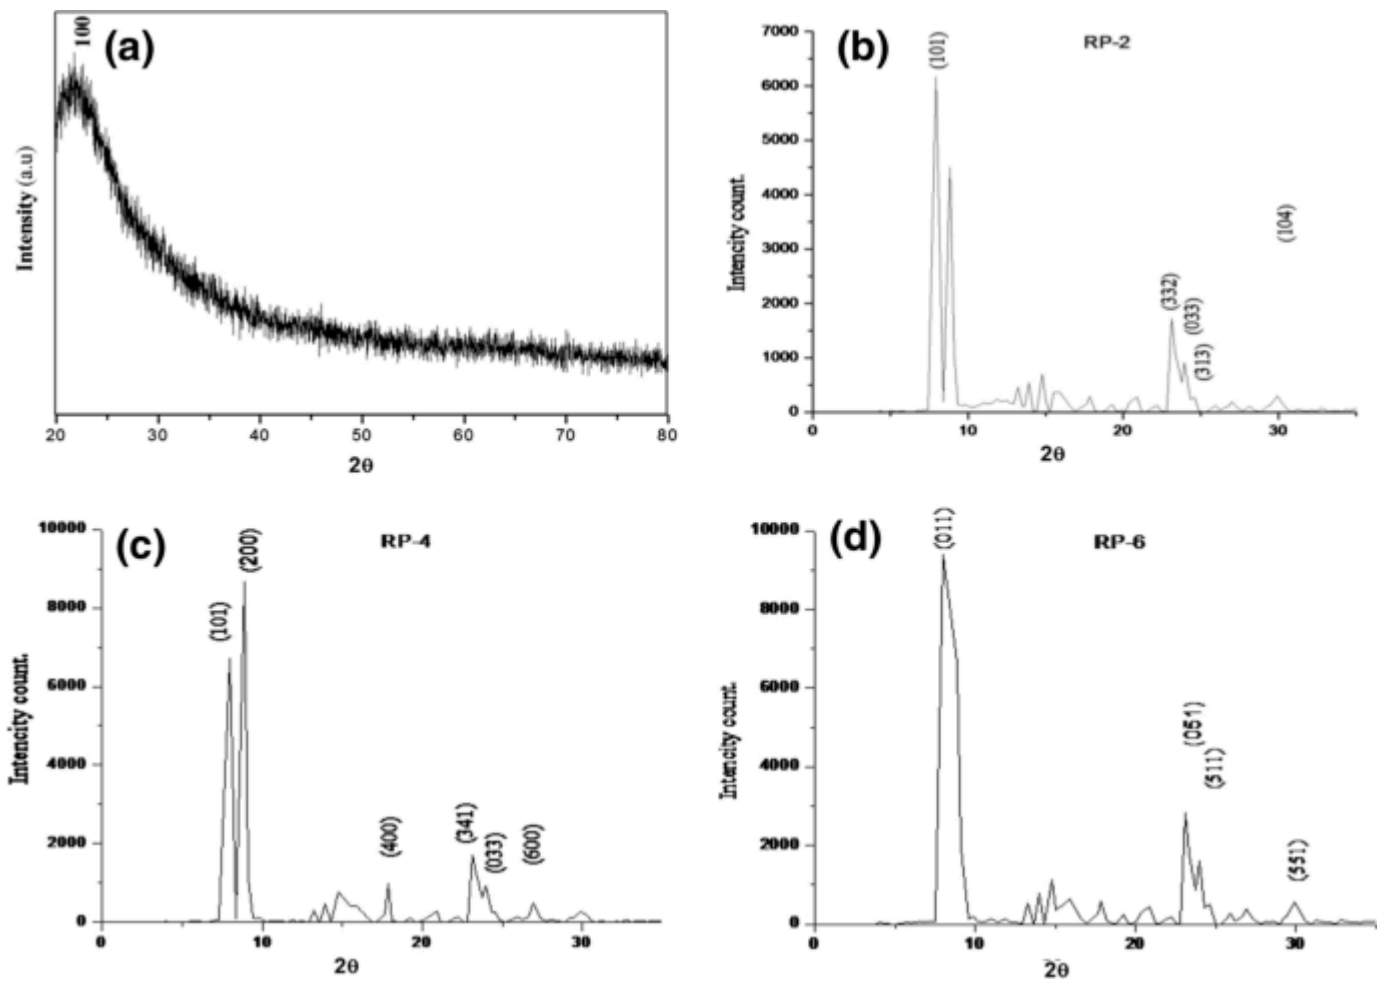 100
(a)
Intensity (a.u)
20 30 40 50 60 70 80
2θ
(b)
RP-2
7000
6000
5000
4000
3000
2000
1000
0
Intencity count.
(101)
(332)
(033)
(313)
(104)
0 10 20 30
2θ
(c)
RP-4
10000
8000
6000
4000
2000
0
Intencity count.
(101)
(200)
(400)
(341)
(033)
(600)
0 10 20 30
2θ
(d)
RP-6
10000
8000
6000
4000
2000
0
Intencity count.
(011)
(051)
(511)
(551)
0 10 20 30
2θ